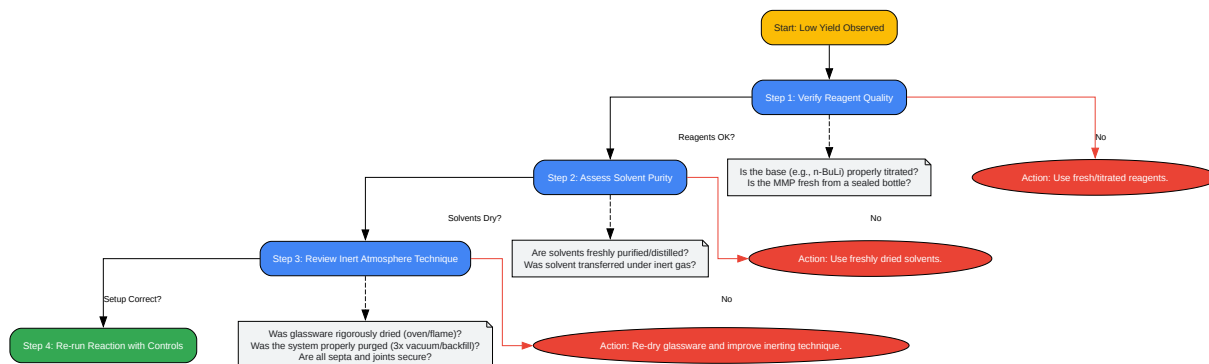 Start: Low Yield Observed
Step 1: Verify Reagent Quality
Reagents OK?
No
Is the base (e.g., n-BuLi) properly titrated?
Is the MMP fresh from a sealed bottle?
Action: Use fresh/titrated reagents.
Step 2: Assess Solvent Purity
Solvents Dry?
No
Are solvents freshly purified/distilled?
Was solvent transferred under inert gas?
Action: Use freshly dried solvents.
Step 3: Review Inert Atmosphere Technique
Setup Correct?
No
Step 4: Re-run Reaction with Controls
Was glassware rigorously dried (oven/flame)?
Was the system properly purged (3x vacuum/backfill)?
Are all septa and joints secure?
Action: Re-dry glassware and improve inerting technique.